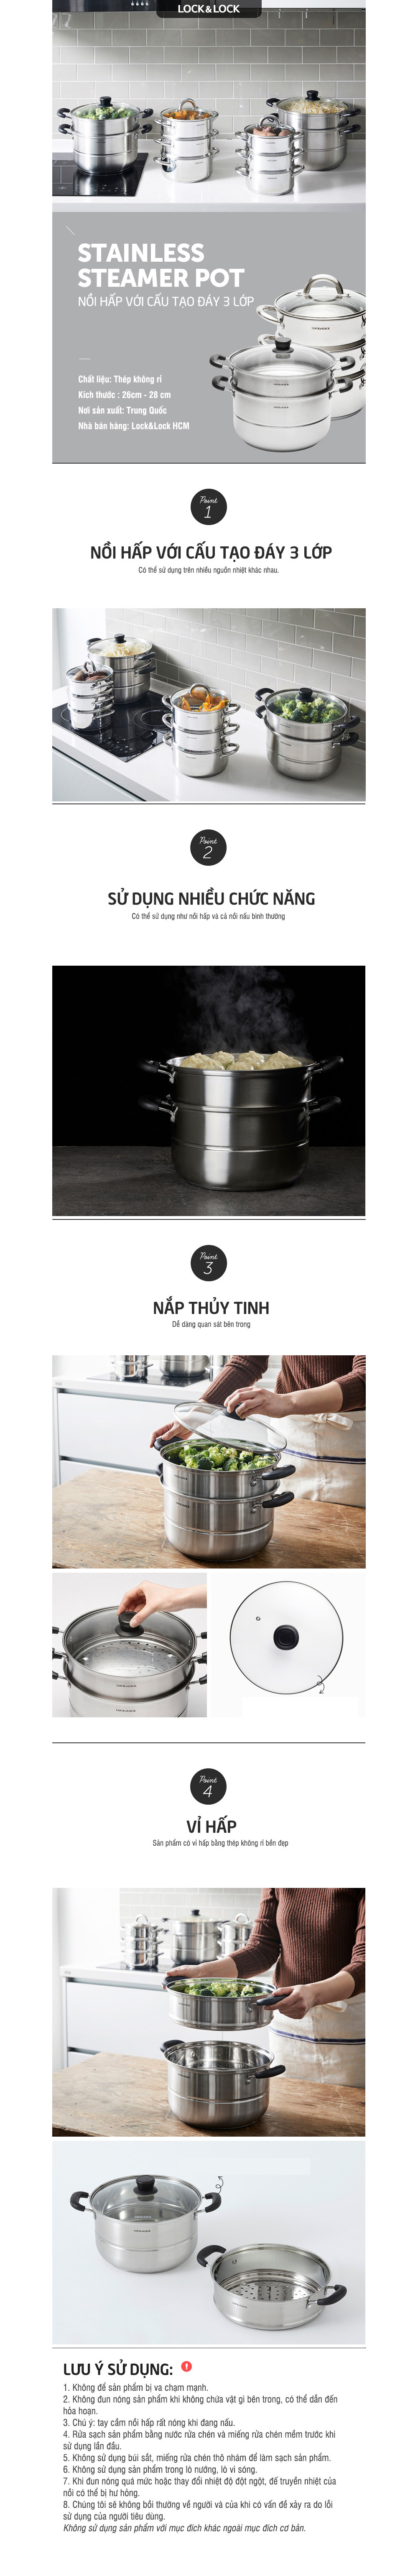 LOCK&LOCK
STAINLESS
STEAMER POT
NỒI HẤP VỚI CẤU TẠO ĐÁY 3 LỚP
Chất liệu: Thép không rỉ
Kích thước : 26cm - 28 cm
Nơi sản xuất: Trung Quốc
Nhà bán hàng: Lock&Lock HCM
Point
1
NỒI HẤP VỚI CẤU TẠO ĐÁY 3 LỚP
Có thể sử dụng trên nhiều nguồn nhiệt khác nhau.
Point
2
SỬ DỤNG NHIỀU CHỨC NĂNG
Có thể sử dụng như nồi hấp và cả nồi nấu bình thường
Point
3
NẮP THỦY TINH
Dễ dàng quan sát bên trong
Point
4
VỈ HẤP
Sản phẩm có vỉ hấp bằng thép không rỉ bền đẹp
LƯU Ý SỬ DỤNG:
1. Không để sản phẩm bị va chạm mạnh.
2. Không đun nóng sản phẩm khi không chứa vật gì bên trong, có thể dẫn đến
hỏa hoạn.
3. Chú ý: tay cầm nồi hấp rất nóng khi đang nấu.
4. Rửa sạch sản phẩm bằng nước rửa chén và miếng rửa chén mềm trước khi
sử dụng lần đầu.
5. Không sử dụng bùi sắt, miếng rửa chén thô nhám để làm sạch sản phẩm.
6. Không sử dụng sản phẩm trong lò nướng, lò vi sóng.
7. Khi đun nóng quá mức hoặc thay đổi nhiệt độ đột ngột, đế truyền nhiệt của
nồi có thể bị hư hỏng.
8. Chúng tôi sẽ không bồi thường về người và của khi có vấn đề xảy ra do lỗi
sử dụng của người tiêu dùng.
Không sử dụng sản phẩm với mục đích khác ngoài mục đích cơ bản.